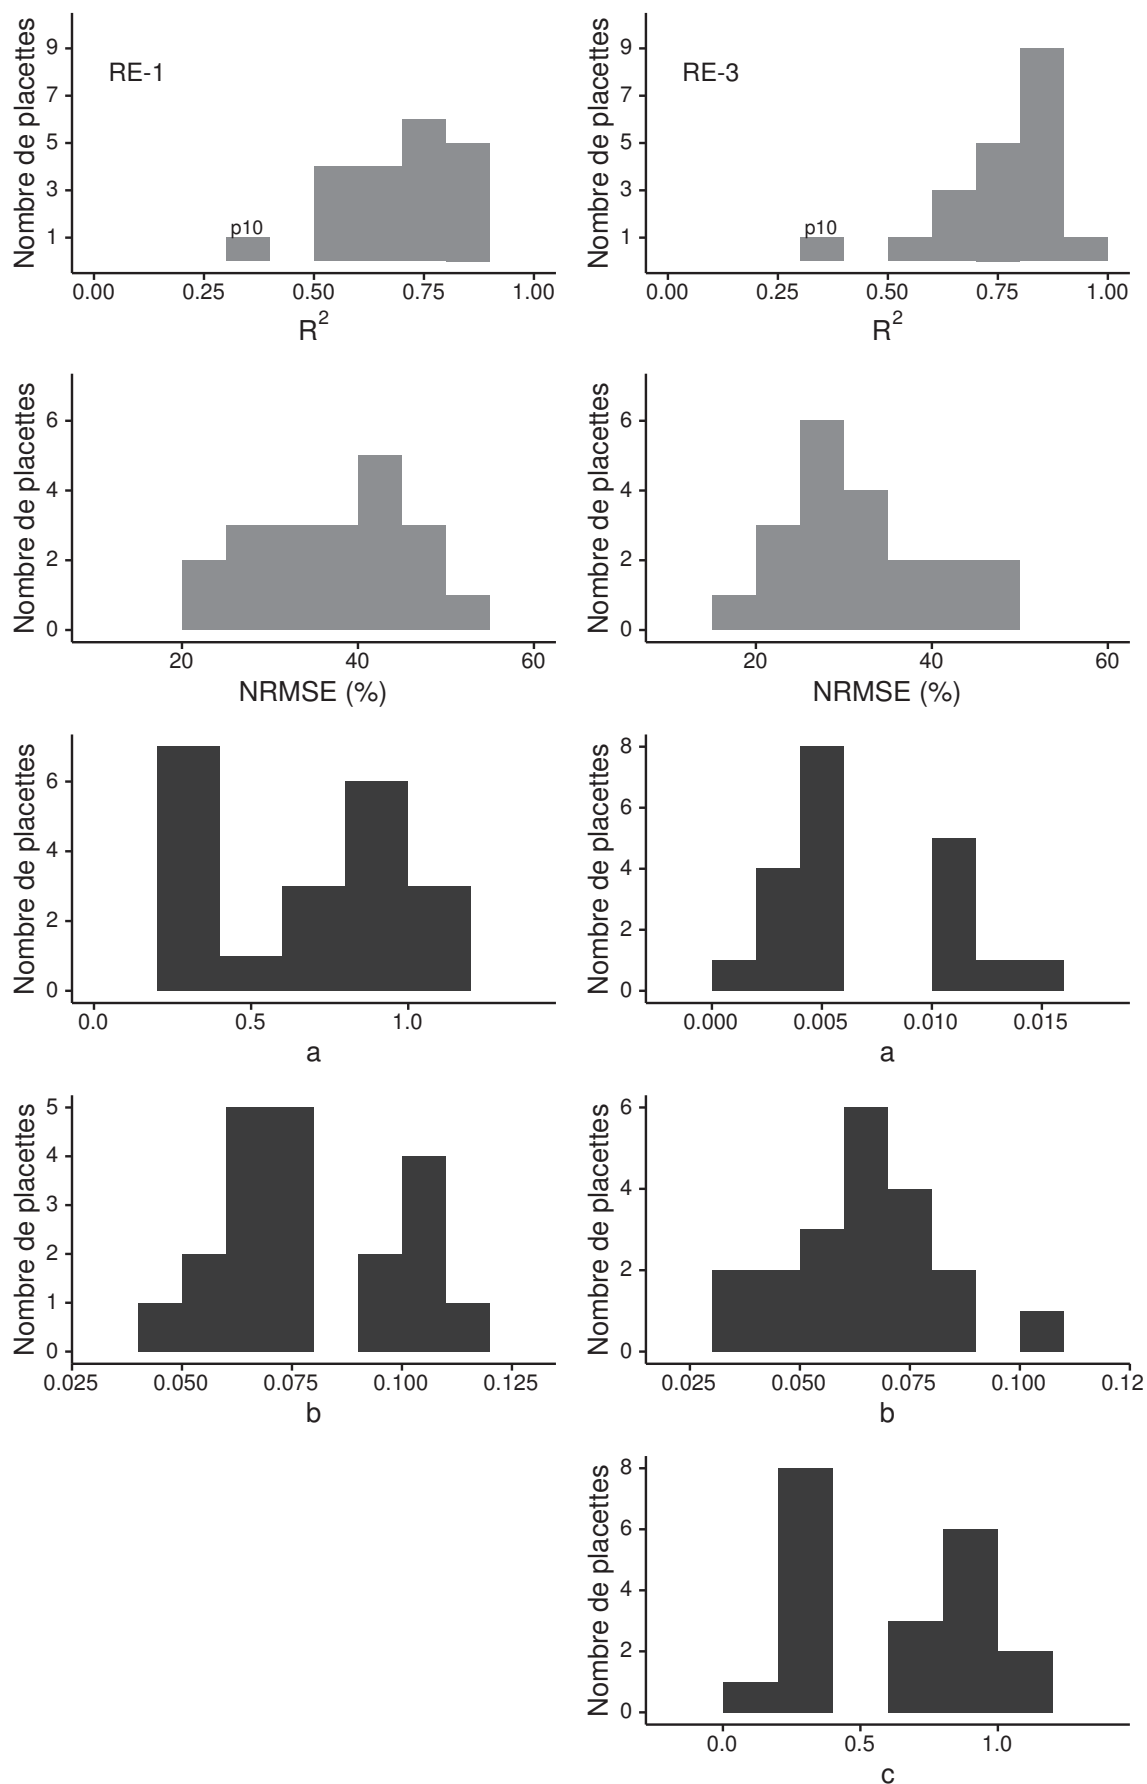 Nombre de placettes
9
7
5
3
1
RE-1
p10
0.00 0.25 0.50 0.75 1.00
R²
Nombre de placettes
9
7
5
3
1
RE-3
p10
0.00 0.25 0.50 0.75 1.00
R²
Nombre de placettes
6
4
2
0
20 40 60
NRMSE (%)
Nombre de placettes
6
4
2
0
20 40 60
NRMSE (%)
Nombre de placettes
6
4
2
0
0.0 0.5 1.0
a
Nombre de placettes
8
6
4
2
0
0.000 0.005 0.010 0.015
a
Nombre de placettes
5
4
3
2
1
0
0.025 0.050 0.075 0.100 0.125
b
Nombre de placettes
6
4
2
0
0.025 0.050 0.075 0.100 0.12
b
Nombre de placettes
8
6
4
2
0
0.0 0.5 1.0
c